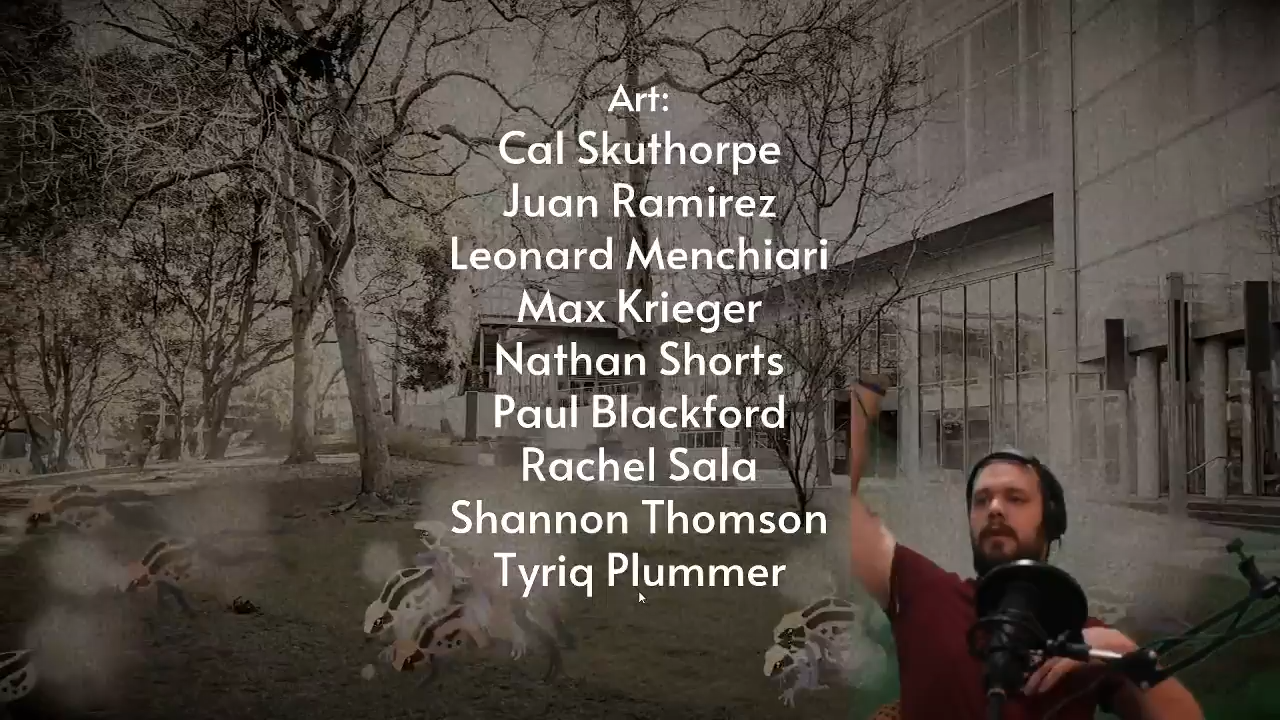 Art:
Cal Skuthorpe
Juan Ramirez
Leonard Menchiari
Max Krieger
Nathan Shorts
Paul Blackford
Rachel Sala
Shannon Thomson
Tyriq Plummer